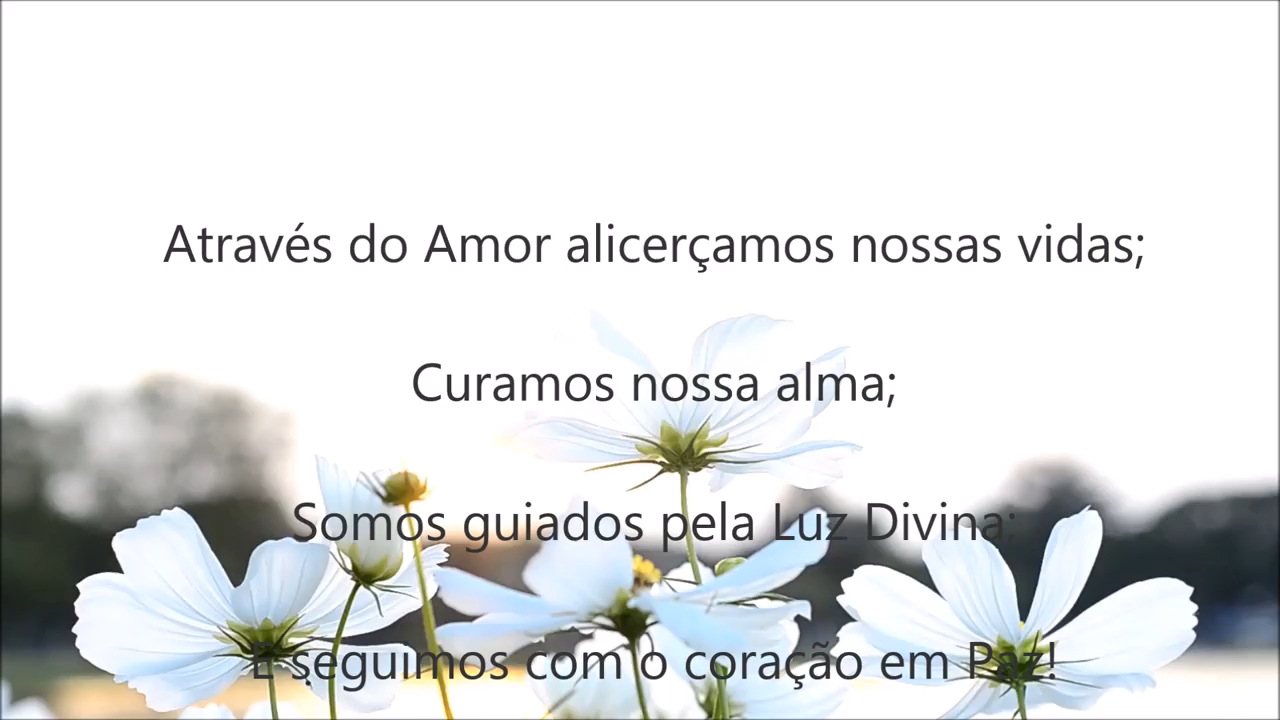 Através do Amor alicerçamos nossas vidas;
Curamos nossa alma;
Somos guiados pela Luz Divina;
E seguimos com o coração em Paz!